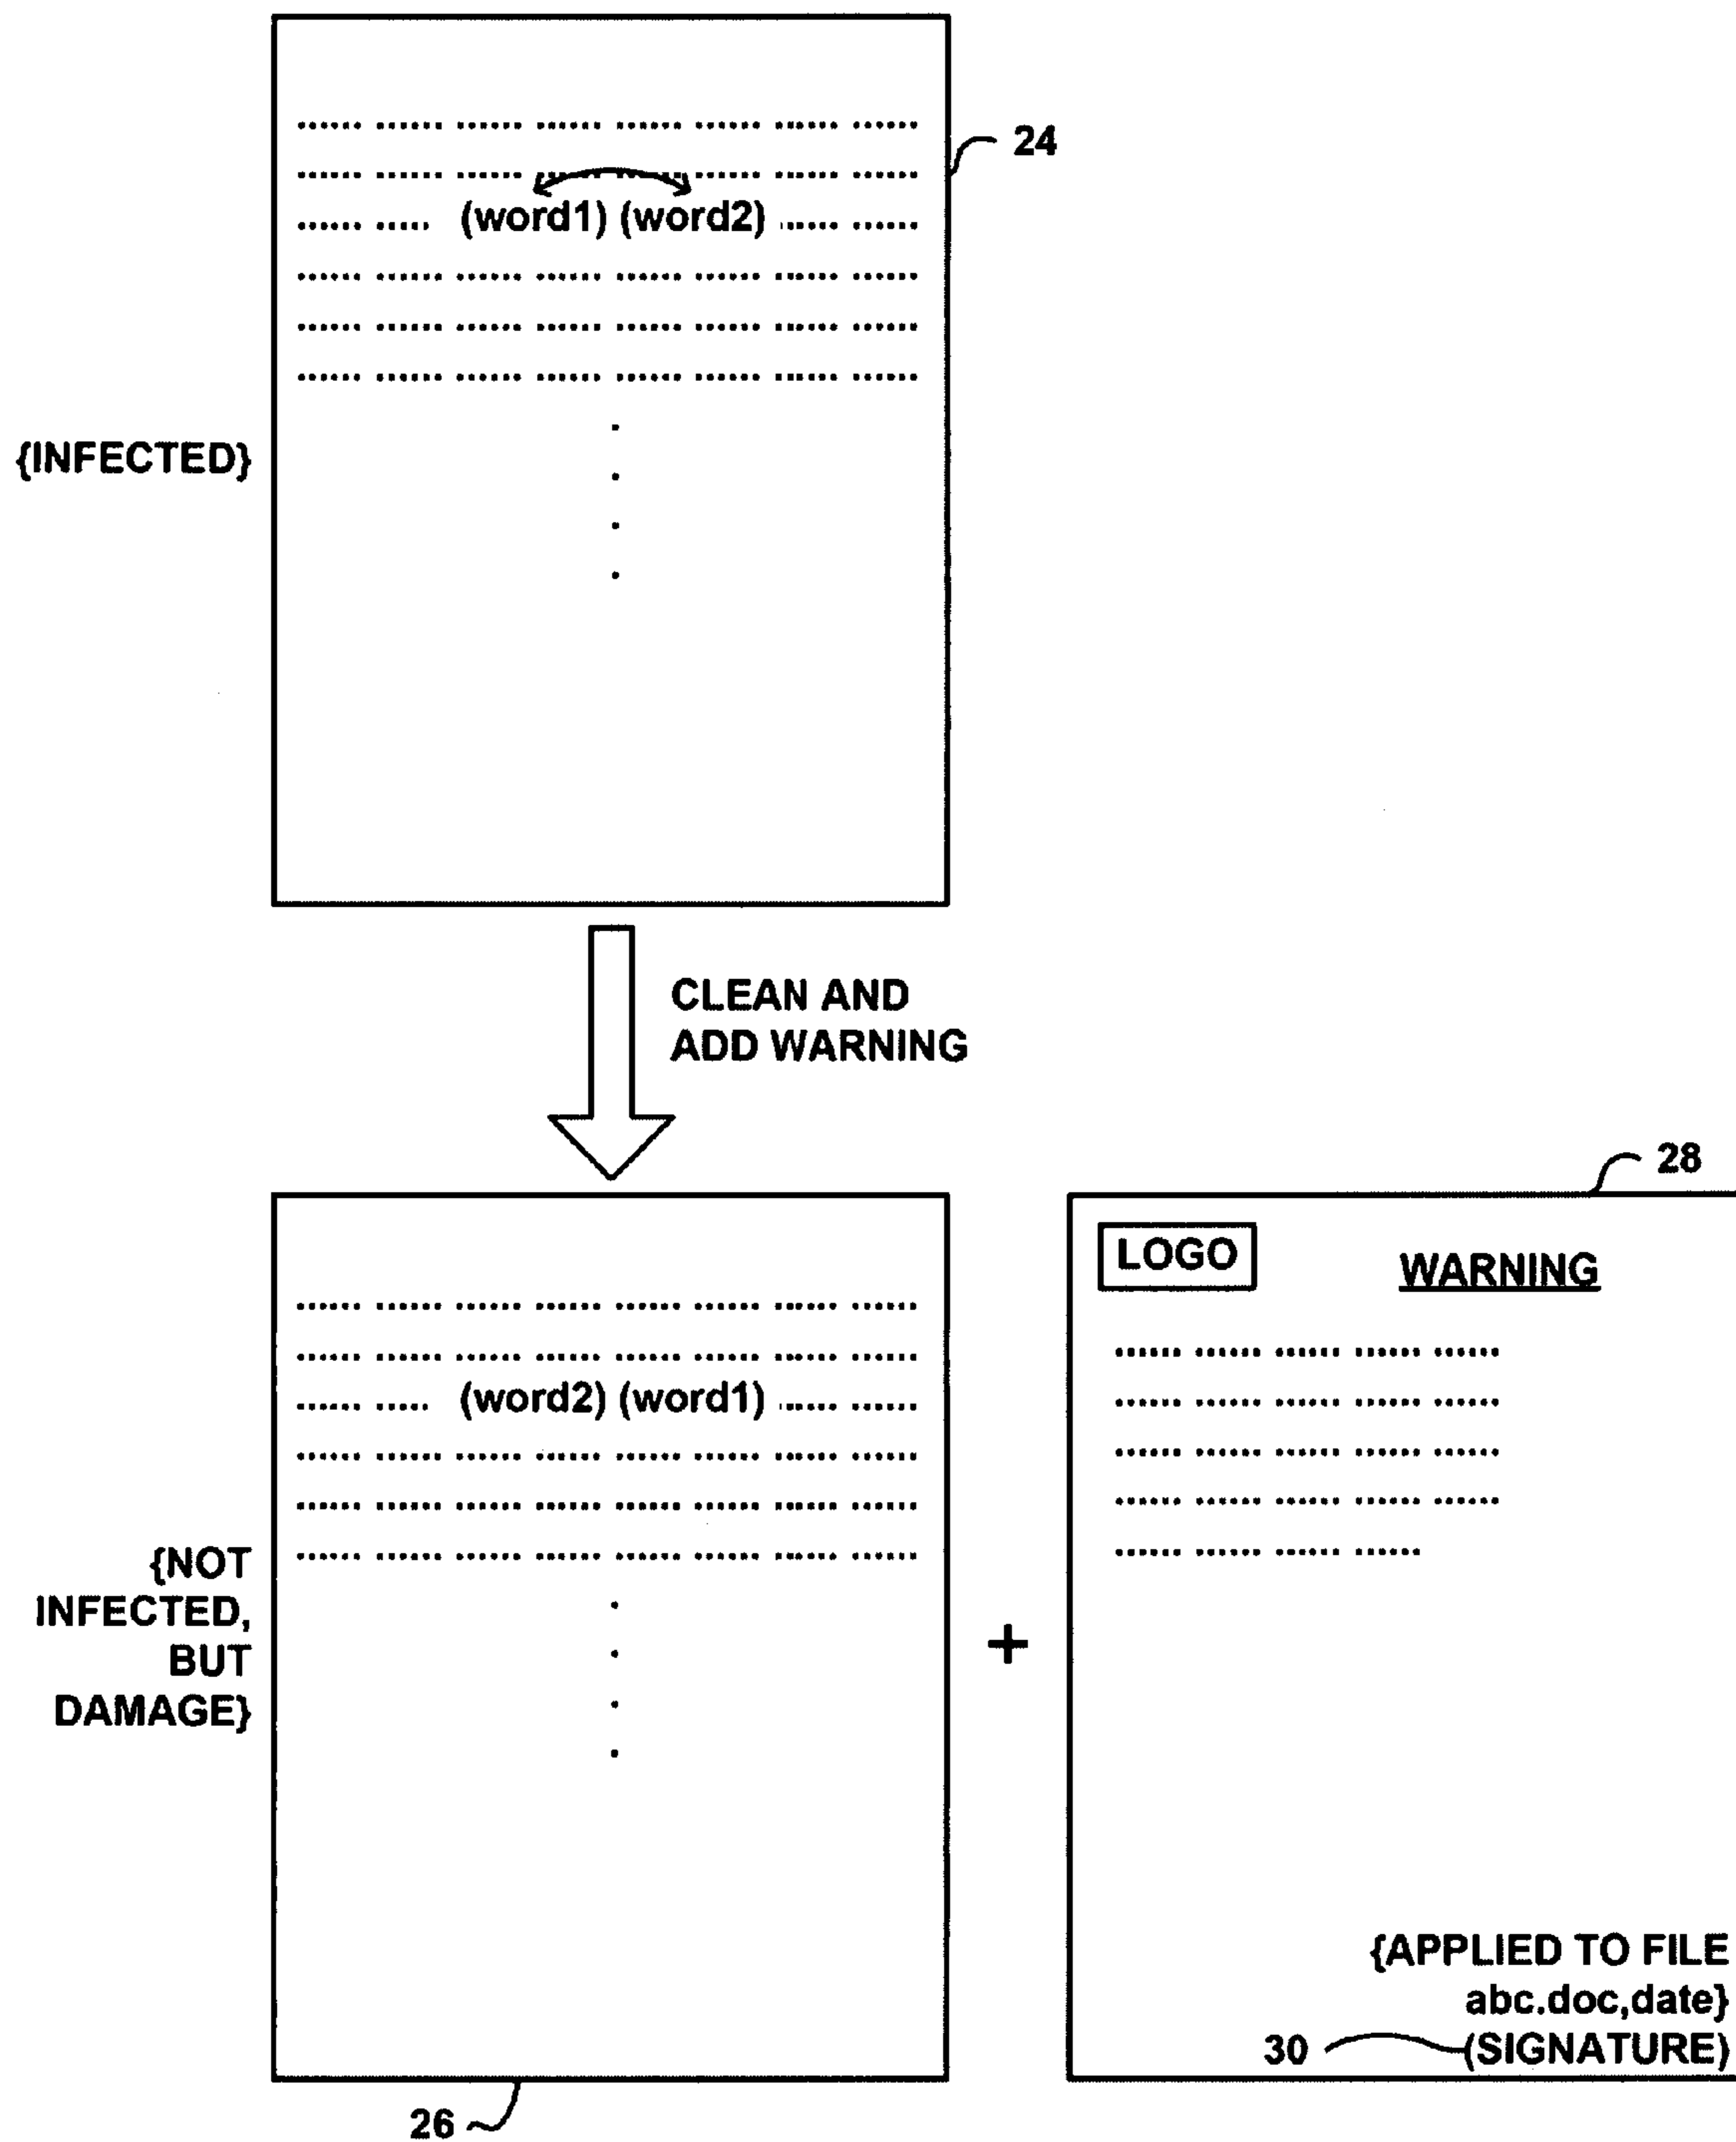 24
(word1) (word2)
{INFECTED}
CLEAN AND
ADD WARNING
28
LOGO
WARNING
(word2) (word1)
{NOT
INFECTED,
BUT
DAMAGE}
+
{APPLIED TO FILE
abc.doc,date}
30 (SIGNATURE)
26